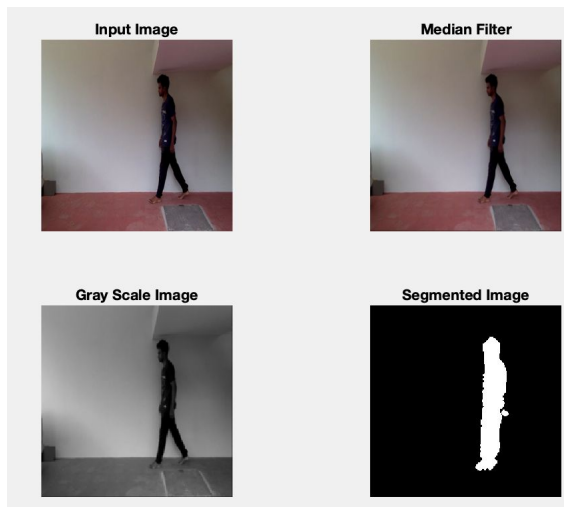 Input Image
Median Filter
Gray Scale Image
Segmented Image